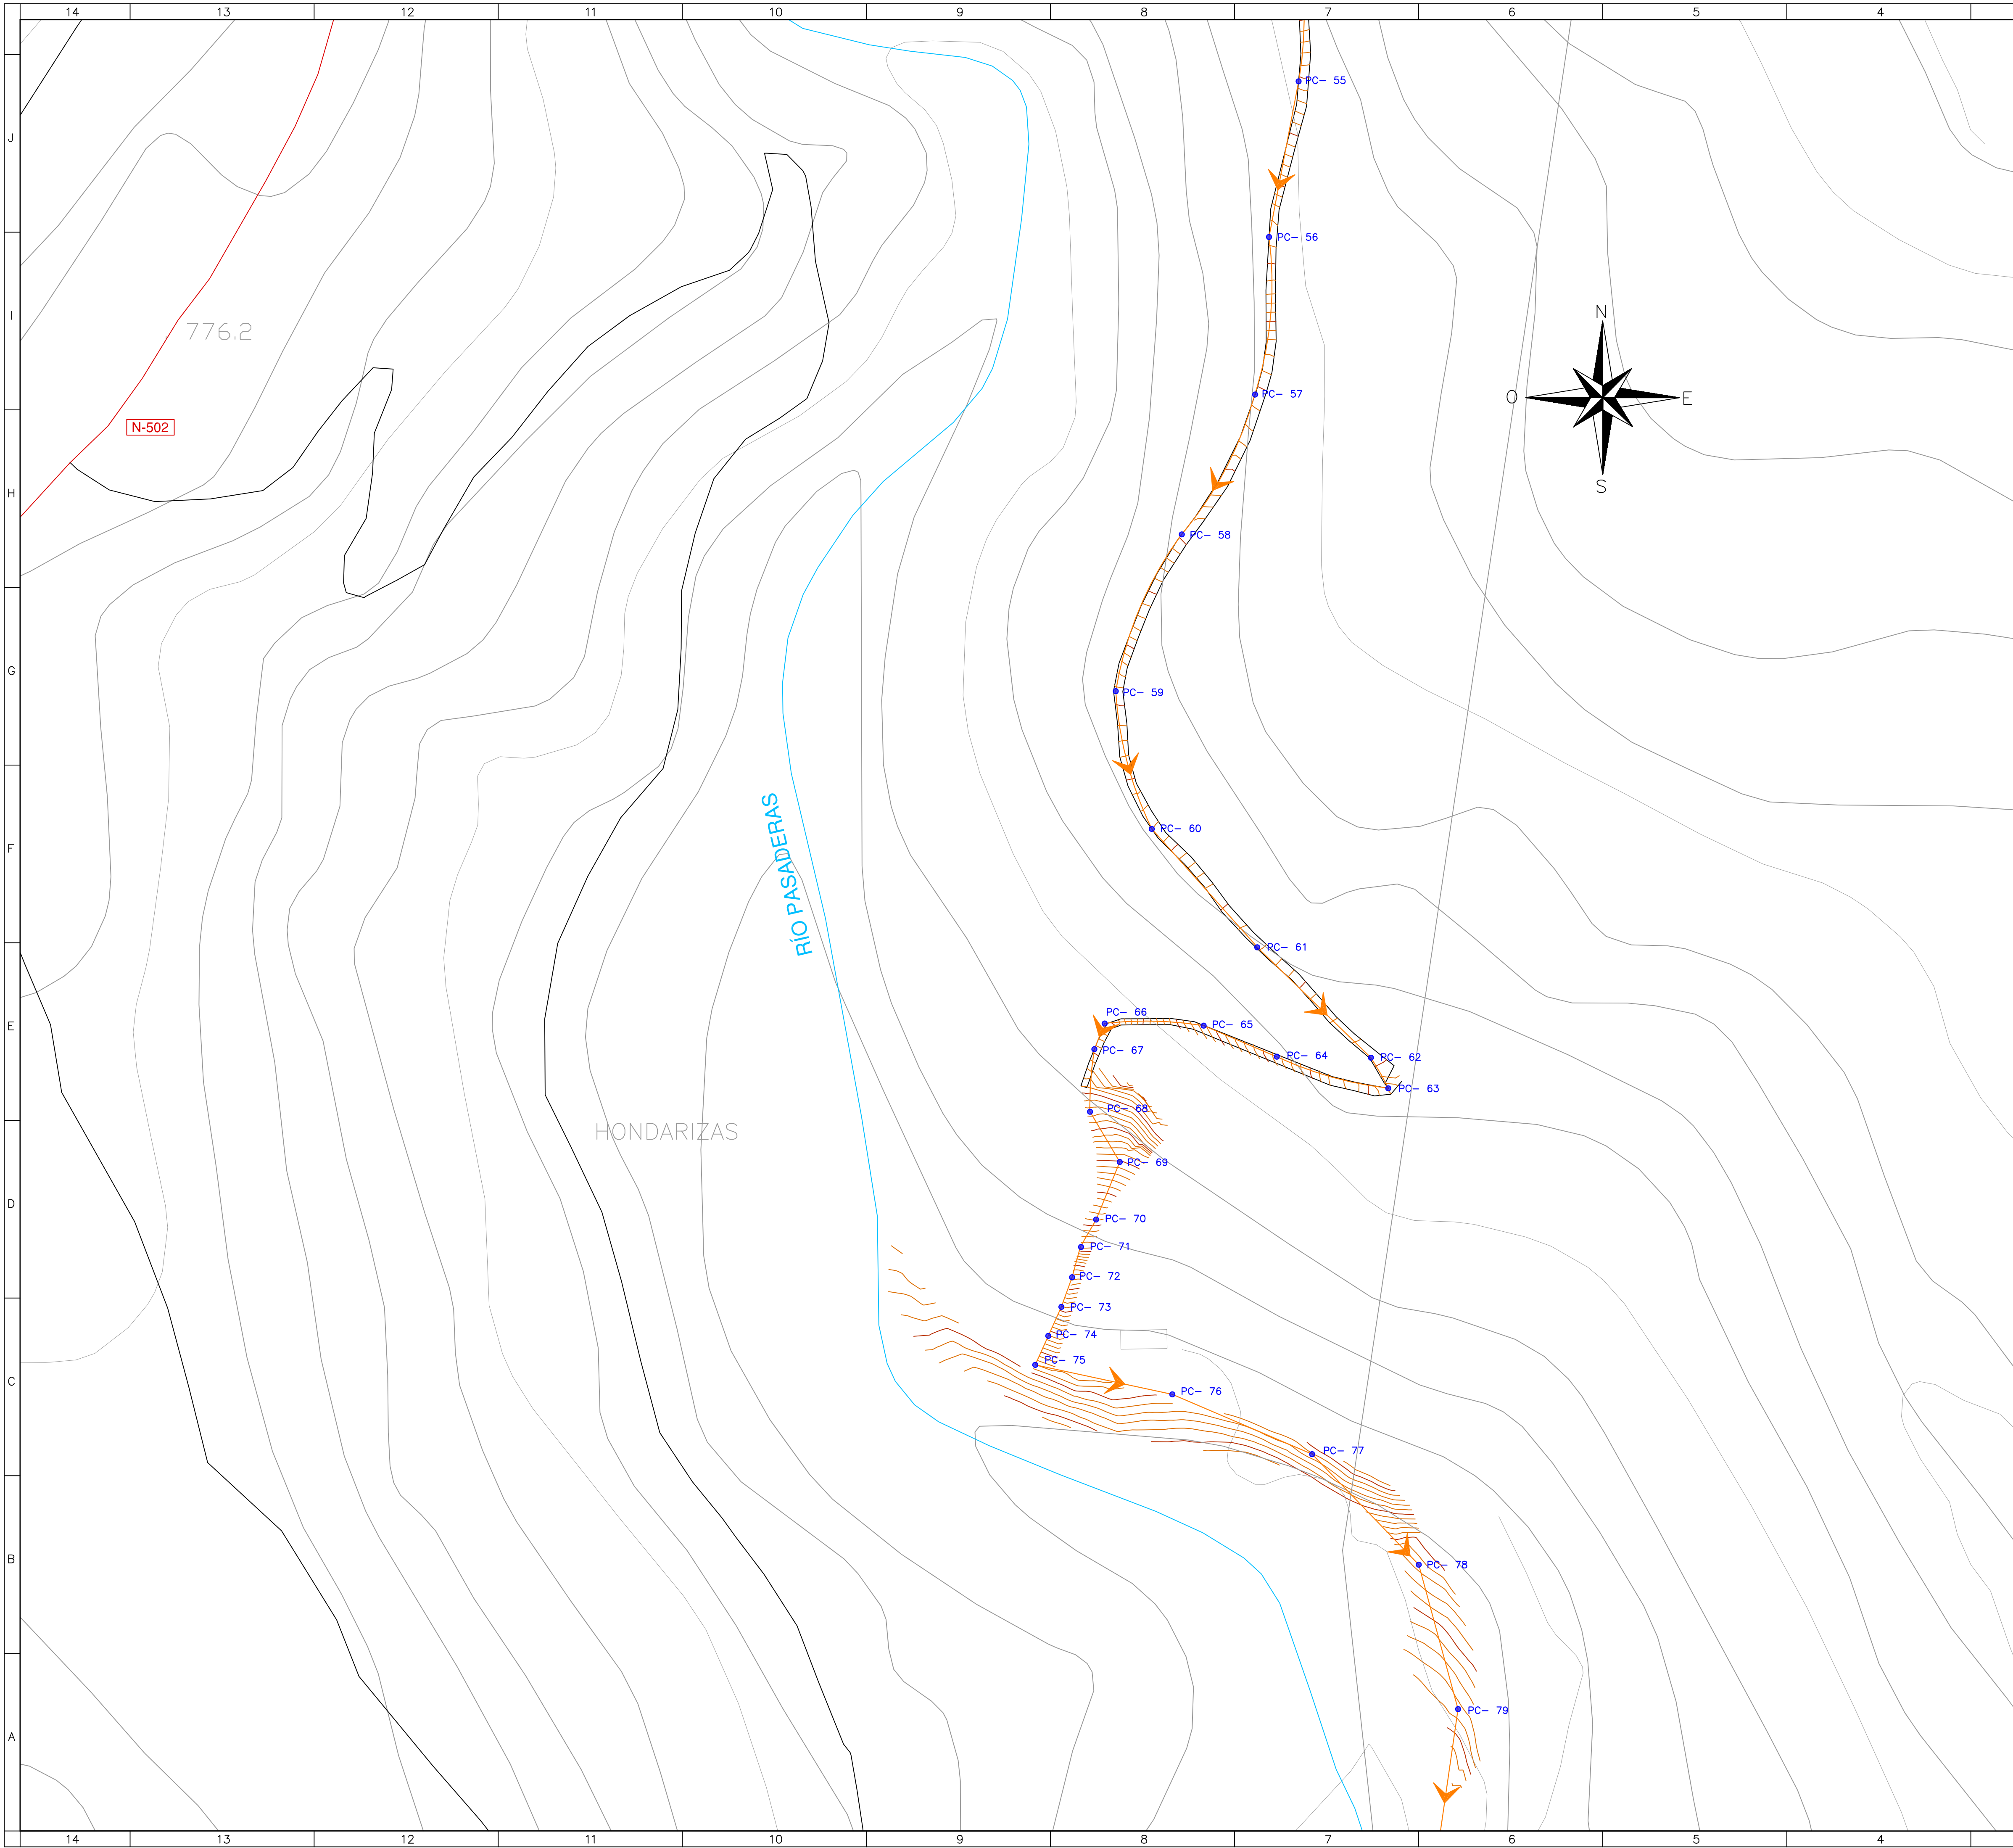 14 13 12 11 10 9 8 7 6 5 4
PC- 55
J
PC- 56
N
I
776.2
PC- 57
O E
N-502
S
H
PC- 58
G
PC- 59
RÍO PASADERAS
PC- 60
F
PC- 61
PC- 66
E
PC- 65
PC- 67
PC- 64
PC- 62
PC- 63
PC- 68
HONDARIZAS
PC- 69
D
PC- 70
PC- 71
PC- 72
PC- 73
PC- 74
PC- 75
C
PC- 76
PC- 77
B
PC- 78
PC- 79
A
14 13 12 11 10 9 8 7 6 5 4